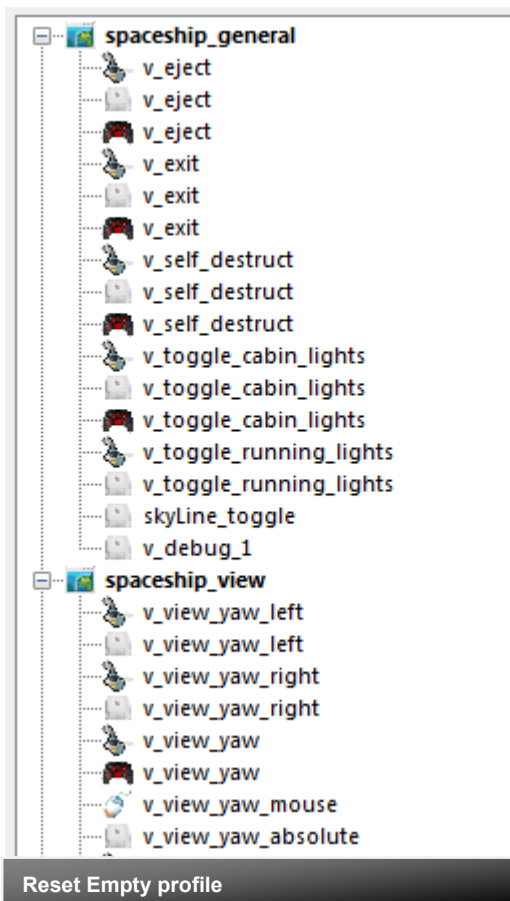 spaceship_general
v_eject
v_eject
v_eject
v_exit
v_exit
v_exit
v_self_destruct
v_self_destruct
v_self_destruct
v_toggle_cabin_lights
v_toggle_cabin_lights
v_toggle_cabin_lights
v_toggle_running_lights
v_toggle_running_lights
skyLine_toggle
v_debug_1
spaceship_view
v_view_yaw_left
v_view_yaw_left
v_view_yaw_right
v_view_yaw_right
v_view_yaw
v_view_yaw
v_view_yaw_mouse
v_view_yaw_absolute
Reset Empty profile